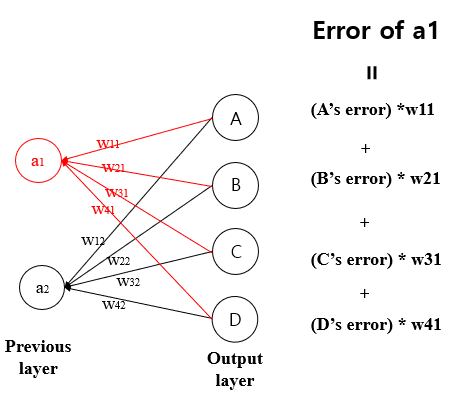 Error of a1
=
(A's error) *w11
+
(B's error) * w21
+
(C's error) * w31
+
(D's error) * w41
A
B
C
D
a1
a2
W11
W21
W31
W41
W12
W22
W32
W42
Previous
layer
Output
layer